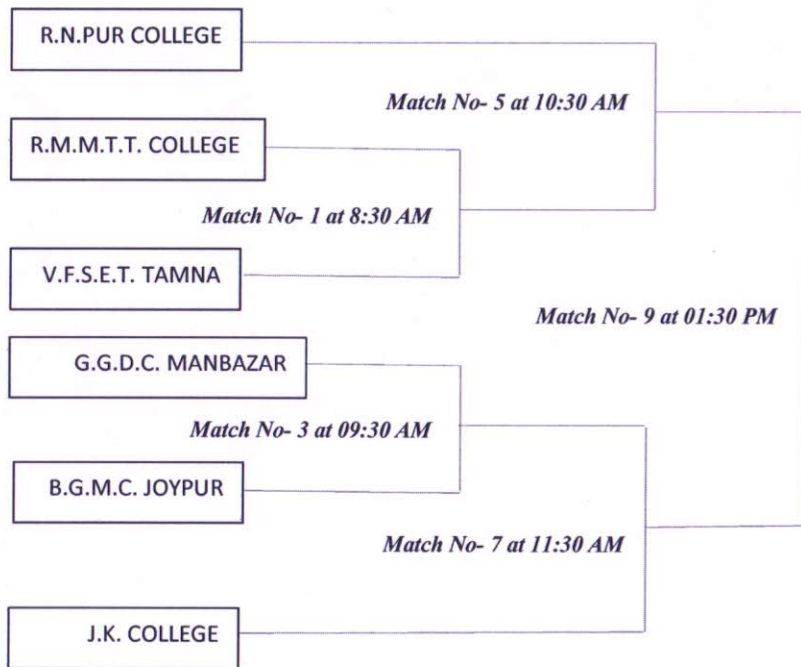 R.N.PUR COLLEGE
Match No- 5 at 10:30 AM
R.M.M.T.T. COLLEGE
Match No- 1 at 8:30 AM
V.F.S.E.T. TAMNA
Match No- 9 at 01:30 PM
G.G.D.C. MANBAZAR
Match No- 3 at 09:30 AM
B.G.M.C. JOYPUR
Match No- 7 at 11:30 AM
J.K. COLLEGE